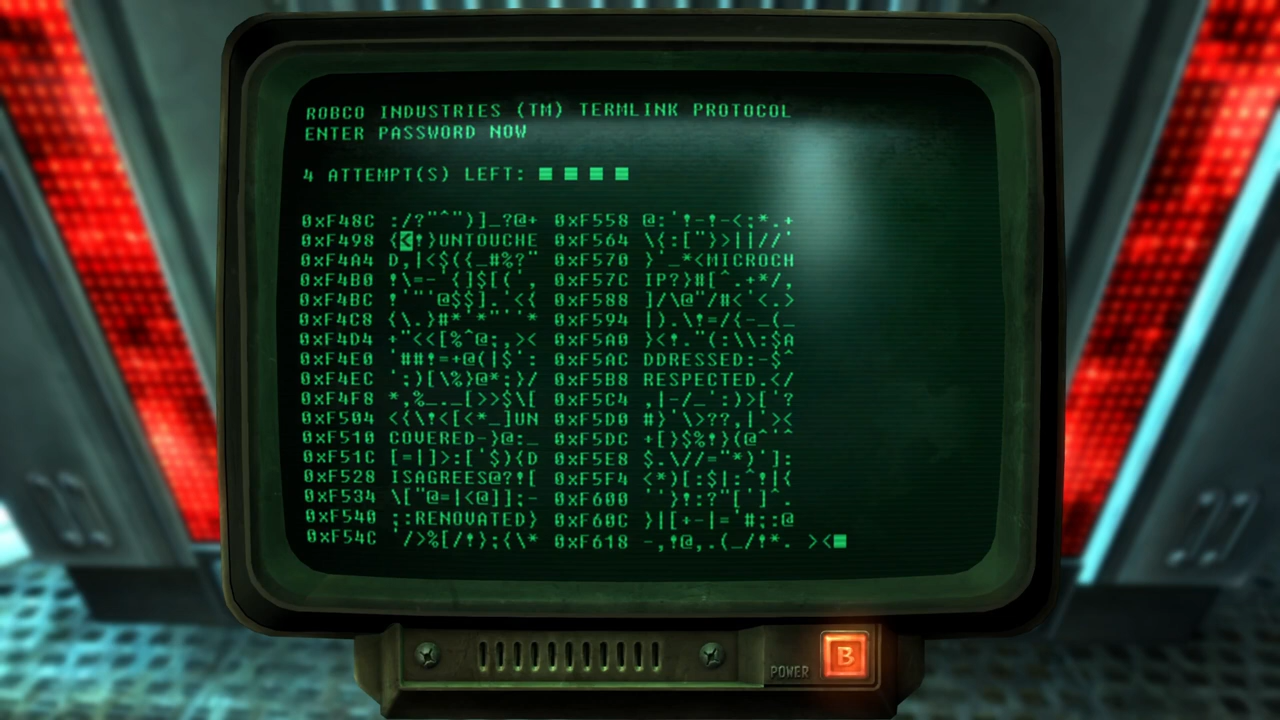 ROBCO INDUSTRIES (TM) TERMLINK PROTOCOL
ENTER PASSWORD NOW
4 ATTEMPT(S) LEFT: ■ ■ ■ ■
0xF48C :/?"^")]_?@+ 0xF558 @:'!-!-<;*.+
0xF498 {<!}UNTOUCHE 0xF564 \{:["}>||//'
0xF4A4 D,|<$({_#%?" 0xF570 }'_*<MICROCH
0xF4B0 !\=-'{]$[(', 0xF57C IP?}#[^.+*/,
0xF4BC !'"'@$$].'<{ 0xF588 ]/\@"/#<'<.>
0xF4C8 {\.}#*'*"''* 0xF594 |).\!=/{-_(_
0xF4D4 +"<<[%^@:,>< 0xF5A0 }<!."(:\\:$A
0xF4E0 '##!=+@(|$': 0xF5AC DDRESSED:-$^
0xF4EC ';)[\%}@*;}/ 0xF5B8 RESPECTED.</
0xF4F8 *,%_._[>>$\[ 0xF5C4 ,|-/_':)>['?
0xF504 <{\!<[<*_]UN 0xF5D0 #}'\>??,|'><
0xF510 COVERED-}@:_ 0xF5DC +[}$%!}(@^'^
0xF51C [=|]>:['$){D 0xF5E8 $.\//="*)']:
0xF528 ISAGREES@?![ 0xF5F4 <*)[:$|:^!|{
0xF534 \["@=|<@]];- 0xF600 ''}!:?"[']^.
0xF540 ;:RENOVATED} 0xF60C }|[+-|='#;:@
0xF54C '/>%[/!};{\* 0xF618 -,!@,.(_/!*. ><■
POWER
B